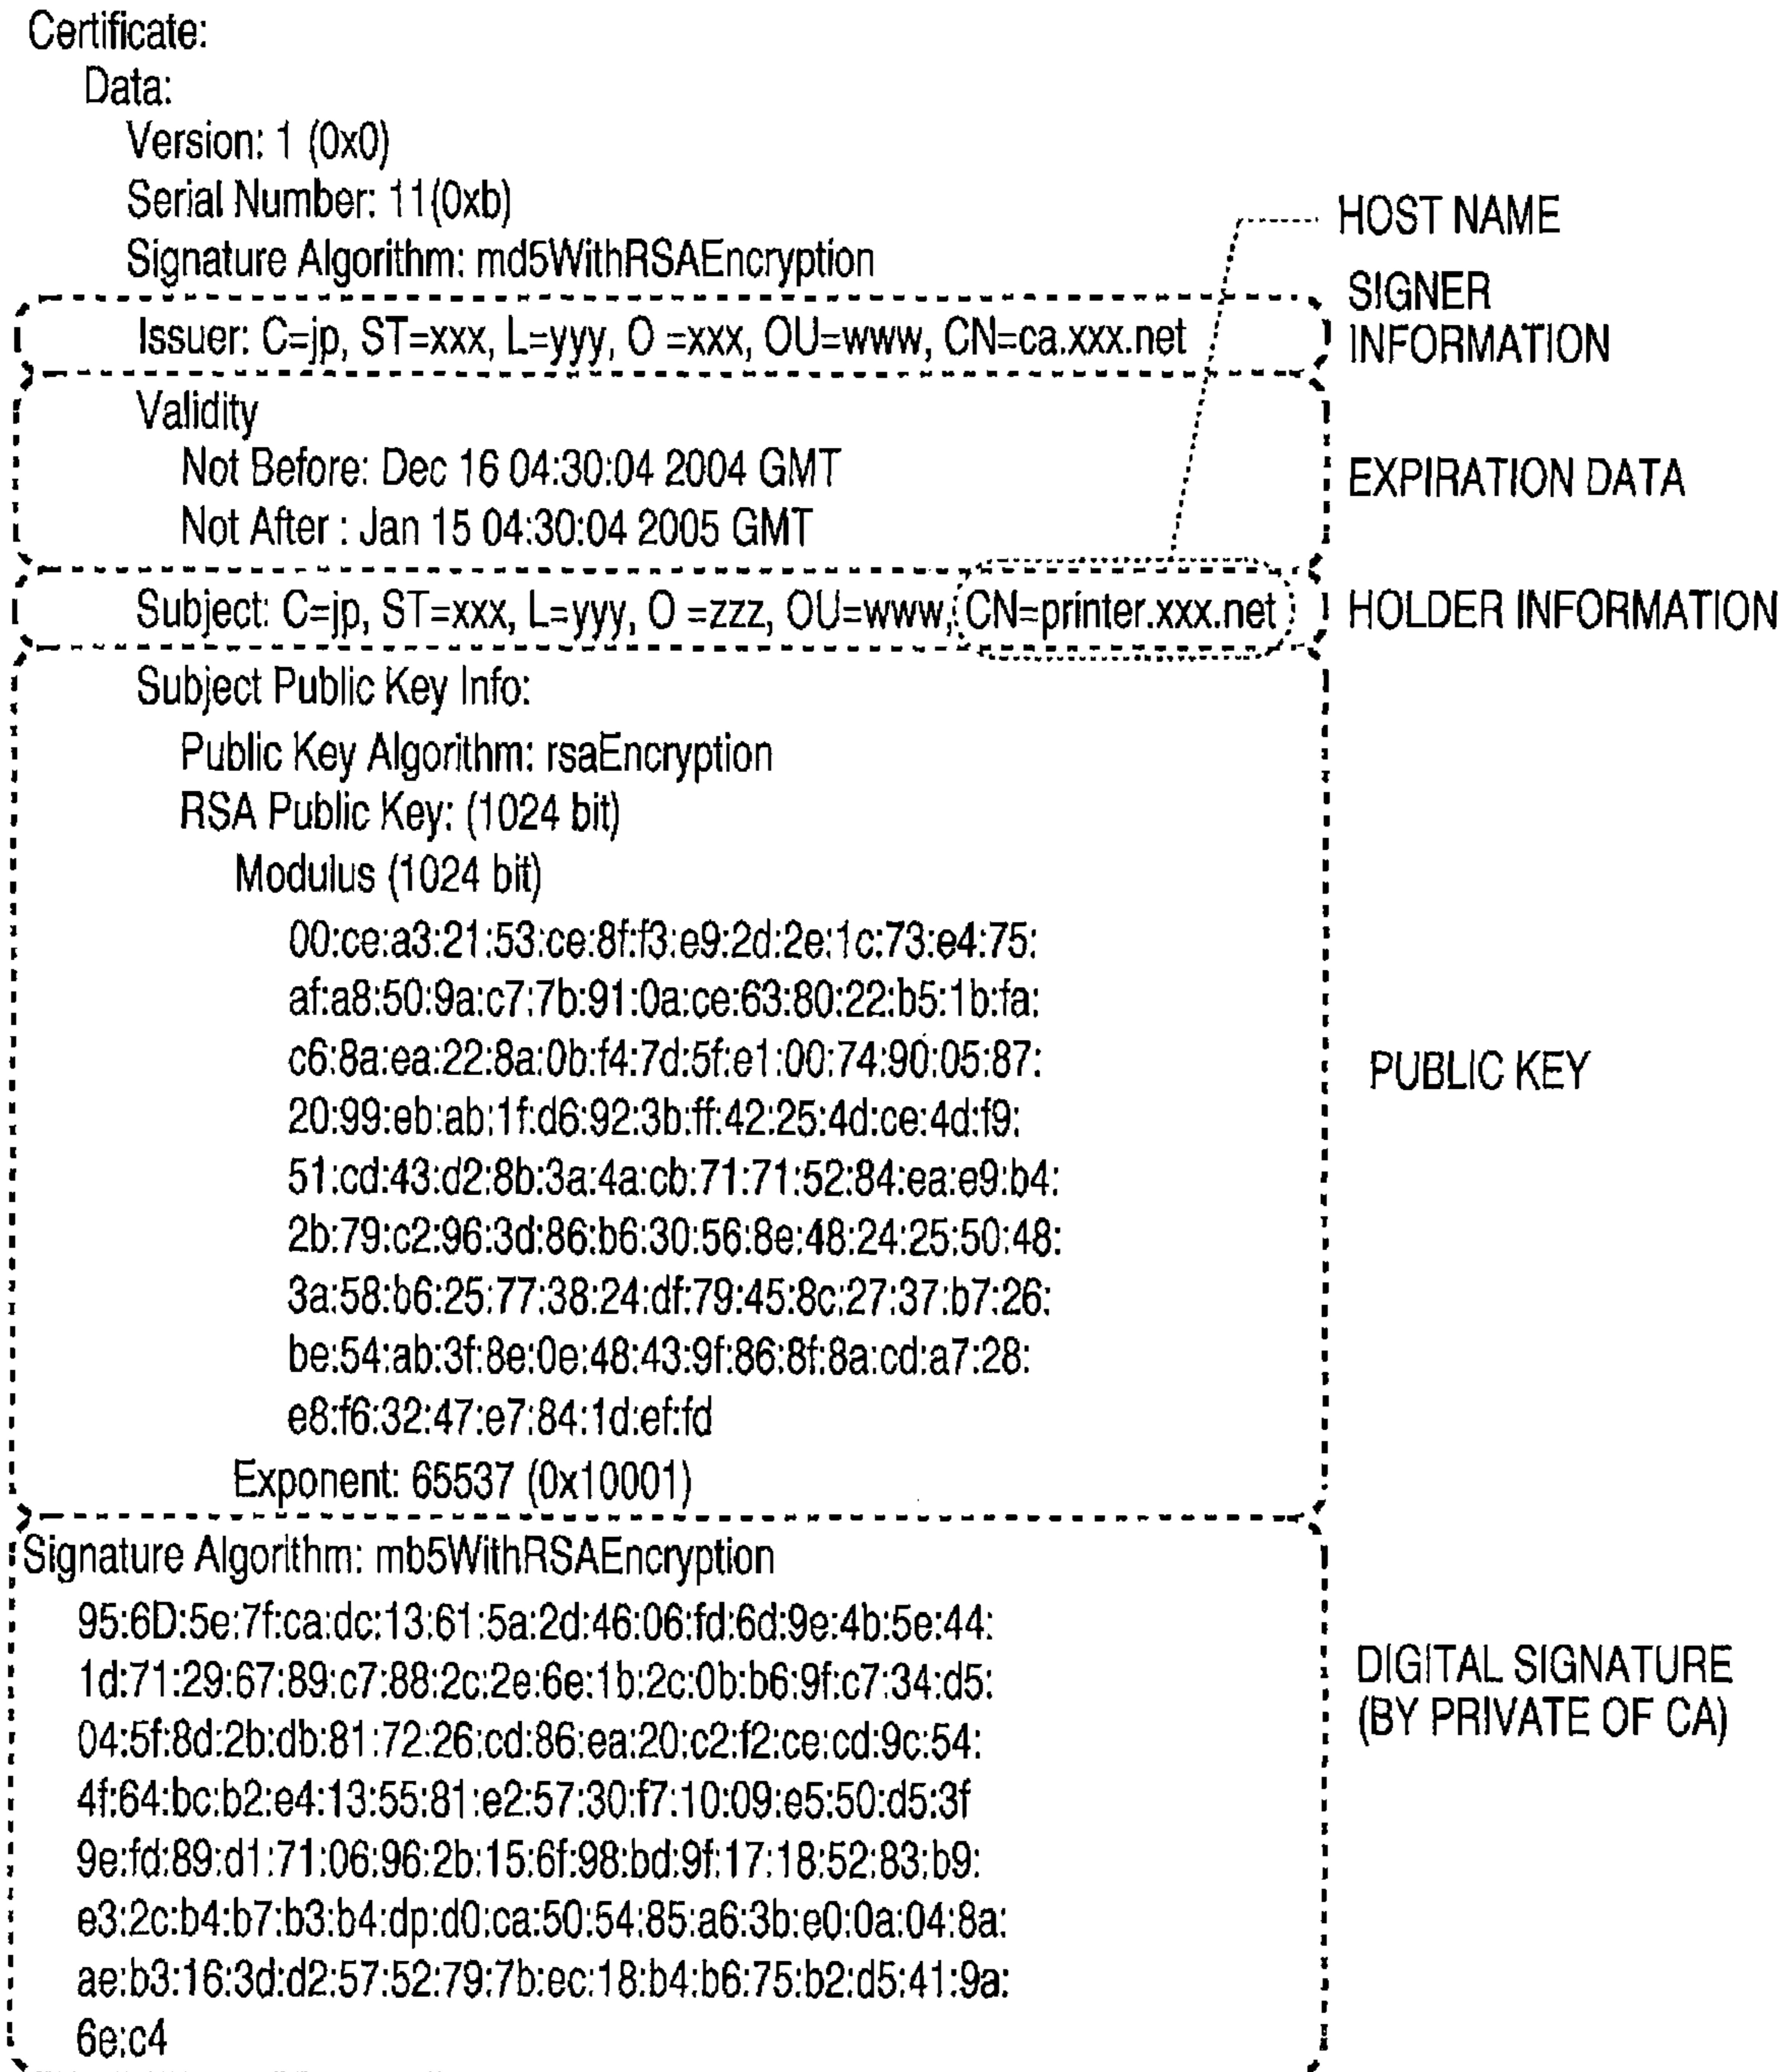 Certificate:
Data:
Version: 1 (0x0)
Serial Number: 11(0xb)
Signature Algorithm: md5WithRSAEncryption
HOST NAME
Issuer: C=jp, ST=xxx, L=yyy, O =xxx, OU=www, CN=ca.xxx.net
SIGNER
INFORMATION
Validity
Not Before: Dec 16 04:30:04 2004 GMT
Not After : Jan 15 04:30:04 2005 GMT
EXPIRATION DATA
Subject: C=jp, ST=xxx, L=yyy, O =zzz, OU=www, CN=printer.xxx.net
HOLDER INFORMATION
Subject Public Key Info:
Public Key Algorithm: rsaEncryption
RSA Public Key: (1024 bit)
Modulus (1024 bit)
00:ce:a3:21:53:ce:8f:f3:e9:2d:2e:1c:73:e4:75:
af:a8:50:9a:c7:7b:91:0a:ce:63:80:22:b5:1b:fa:
c6:8a:ea:22:8a:0b:f4:7d:5f:e1:00:74:90:05:87:
20:99:eb:ab:1f:d6:92:3b:ff:42:25:4d:ce:4d:f9:
51:cd:43:d2:8b:3a:4a:cb:71:71:52:84:ea:e9:b4:
2b:79:c2:96:3d:86:b6:30:56:8e:48:24:25:50:48:
3a:58:b6:25:77:38:24:df:79:45:8c:27:37:b7:26:
be:54:ab:3f:8e:0e:48:43:9f:86:8f:8a:cd:a7:28:
e8:f6:32:47:e7:84:1d:ef:fd
Exponent: 65537 (0x10001)
PUBLIC KEY
Signature Algorithm: mb5WithRSAEncryption
95:6D:5e:7f:ca:dc:13:61:5a:2d:46:06:fd:6d:9e:4b:5e:44:
1d:71:29:67:89:c7:88:2c:2e:6e:1b:2c:0b:b6:9f:c7:34:d5:
04:5f:8d:2b:db:81:72:26:cd:86:ea:20:c2:f2:ce:cd:9c:54:
4f:64:bc:b2:e4:13:55:81:e2:57:30:f7:10:09:e5:50:d5:3f
9e:fd:89:d1:71:06:96:2b:15:6f:98:bd:9f:17:18:52:83:b9:
e3:2c:b4:b7:b3:b4:dp:d0:ca:50:54:85:a6:3b:e0:0a:04:8a:
ae:b3:16:3d:d2:57:52:79:7b:ec:18:b4:b6:75:b2:d5:41:9a:
6e:c4
DIGITAL SIGNATURE
(BY PRIVATE OF CA)